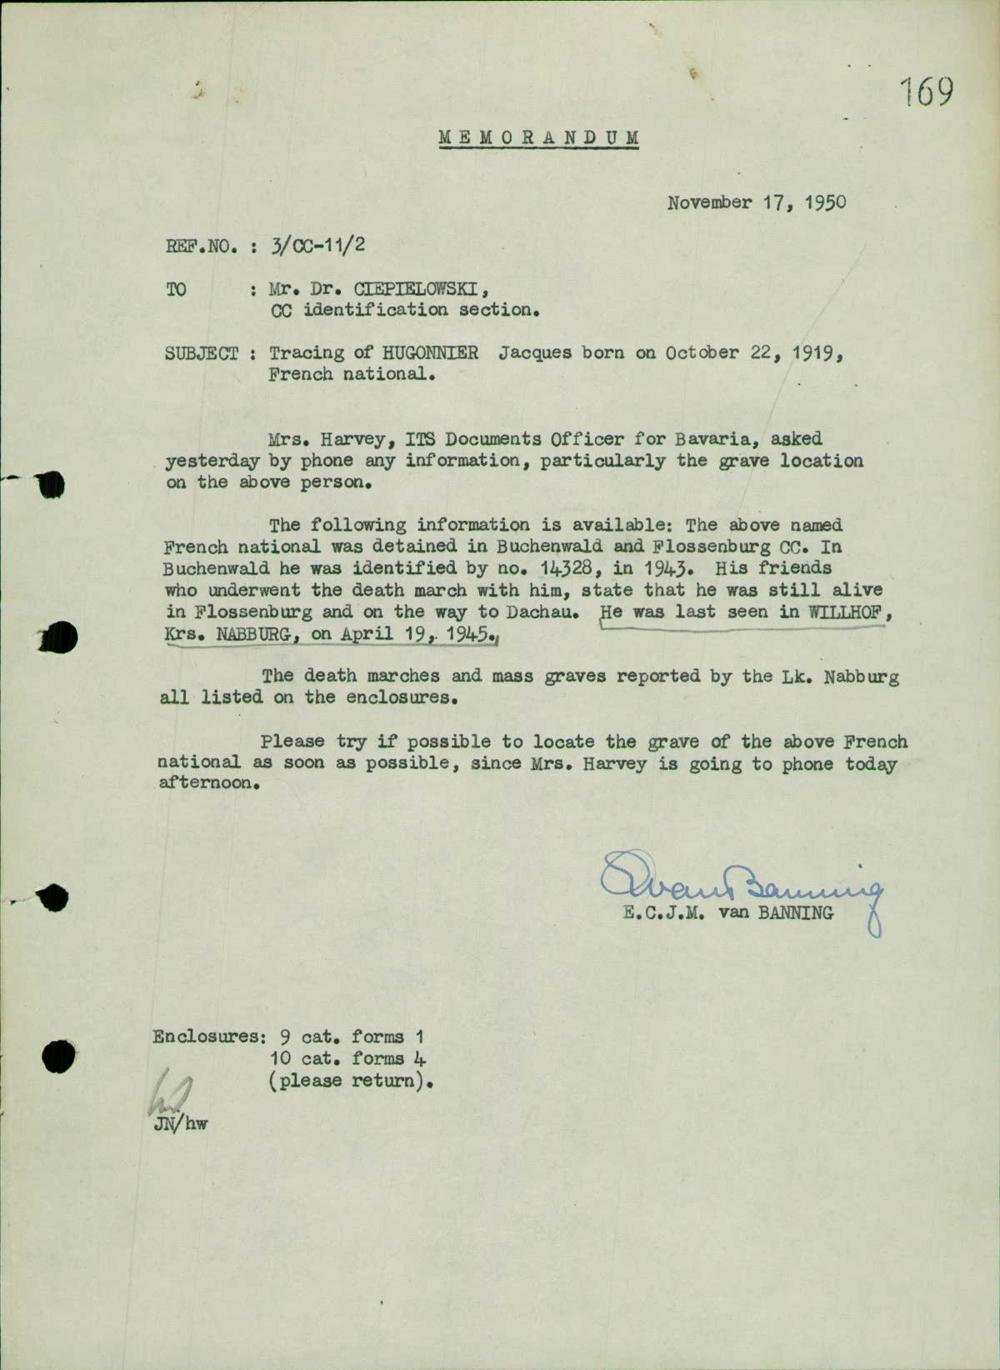 169
MEMORANDUM
November 17, 1950
REF.NO. : 3/CC-11/2
TO : Mr. Dr. CIEPIELOWSKI,
CC identification section.
SUBJECT : Tracing of HUGONNIER Jacques born on October 22, 1919,
French national.
Mrs. Harvey, ITS Documents Officer for Bavaria, asked
yesterday by phone any information, particularly the grave location
on the above person.
The following information is available: The above named
French national was detained in Buchenwald and Flossenburg CC. In
Buchenwald he was identified by no. 14328, in 1943. His friends
who underwent the death march with him, state that he was still alive
in Flossenburg and on the way to Dachau. He was last seen in WILLHOF,
Krs. NABBURG, on April 19, 1945.
The death marches and mass graves reported by the Lk. Nabburg
all listed on the enclosures.
Please try if possible to locate the grave of the above French
national as soon as possible, since Mrs. Harvey is going to phone today
afternoon.
van Banning
E.C.J.M. van BANNING
Enclosures: 9 cat. forms 1
10 cat. forms 4
(please return).
JN/hw